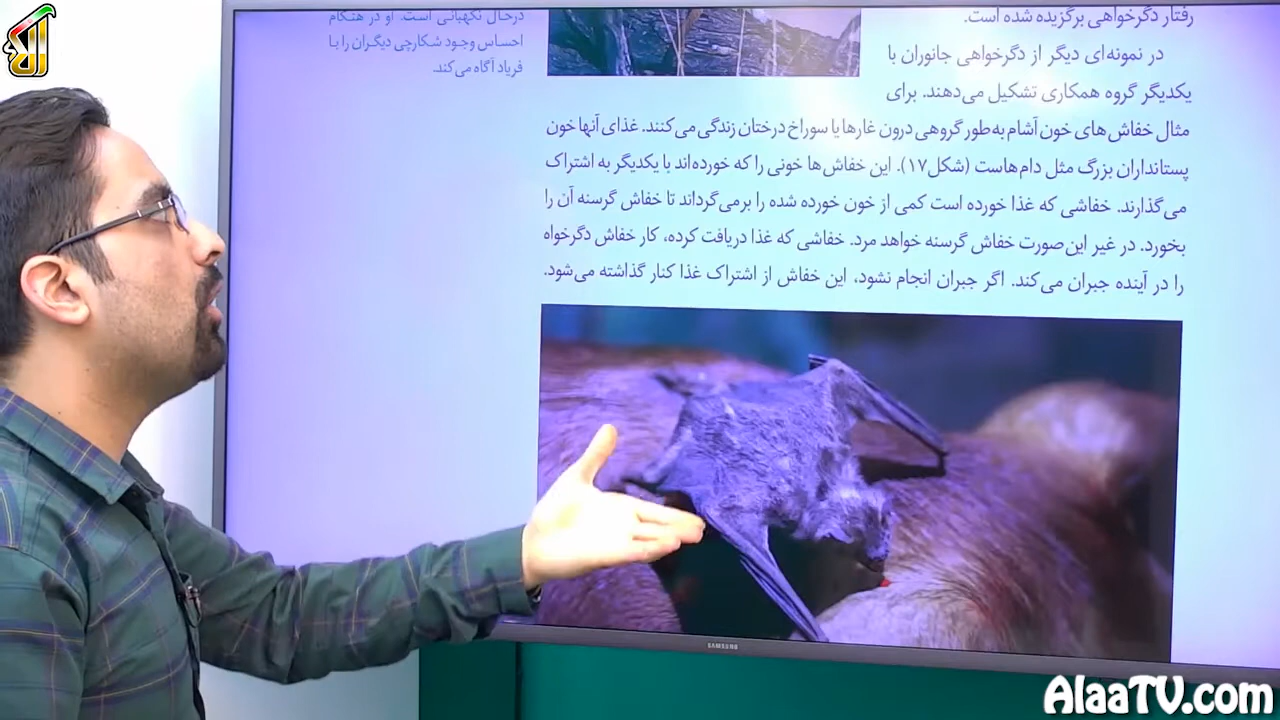 رفتار دگرخواهی برگزیده شده است.
در نمونه‌ای دیگر از دگرخواهی جانوران با
یکدیگر گروه همکاری تشکیل می‌دهند. برای
مثال خفاش‌های خون‌آشام به‌طور گروهی درون غارها یا سوراخ درختان زندگی می‌کنند. غذای آنها خون
پستانداران بزرگ مثل دام‌هاست (شکل ۱۷). این خفاش‌ها خونی را که خورده‌اند با یکدیگر به اشتراک
می‌گذارند. خفاشی که غذا خورده است کمی از خون خورده شده را برمی‌گرداند تا خفاش گرسنه آن را
بخورد. در غیر این‌صورت خفاش گرسنه خواهد مرد. خفاشی که غذا دریافت کرده، کار خفاش دگرخواه
را در آینده جبران می‌کند. اگر جبران انجام نشود، این خفاش از اشتراک غذا کنار گذاشته می‌شود.
درحال نگهبانی است. او در هنگام
احساس وجود شکارچی دیگران را با
فریاد آگاه می‌کند.
SAMSUNG
AlaaTV.com